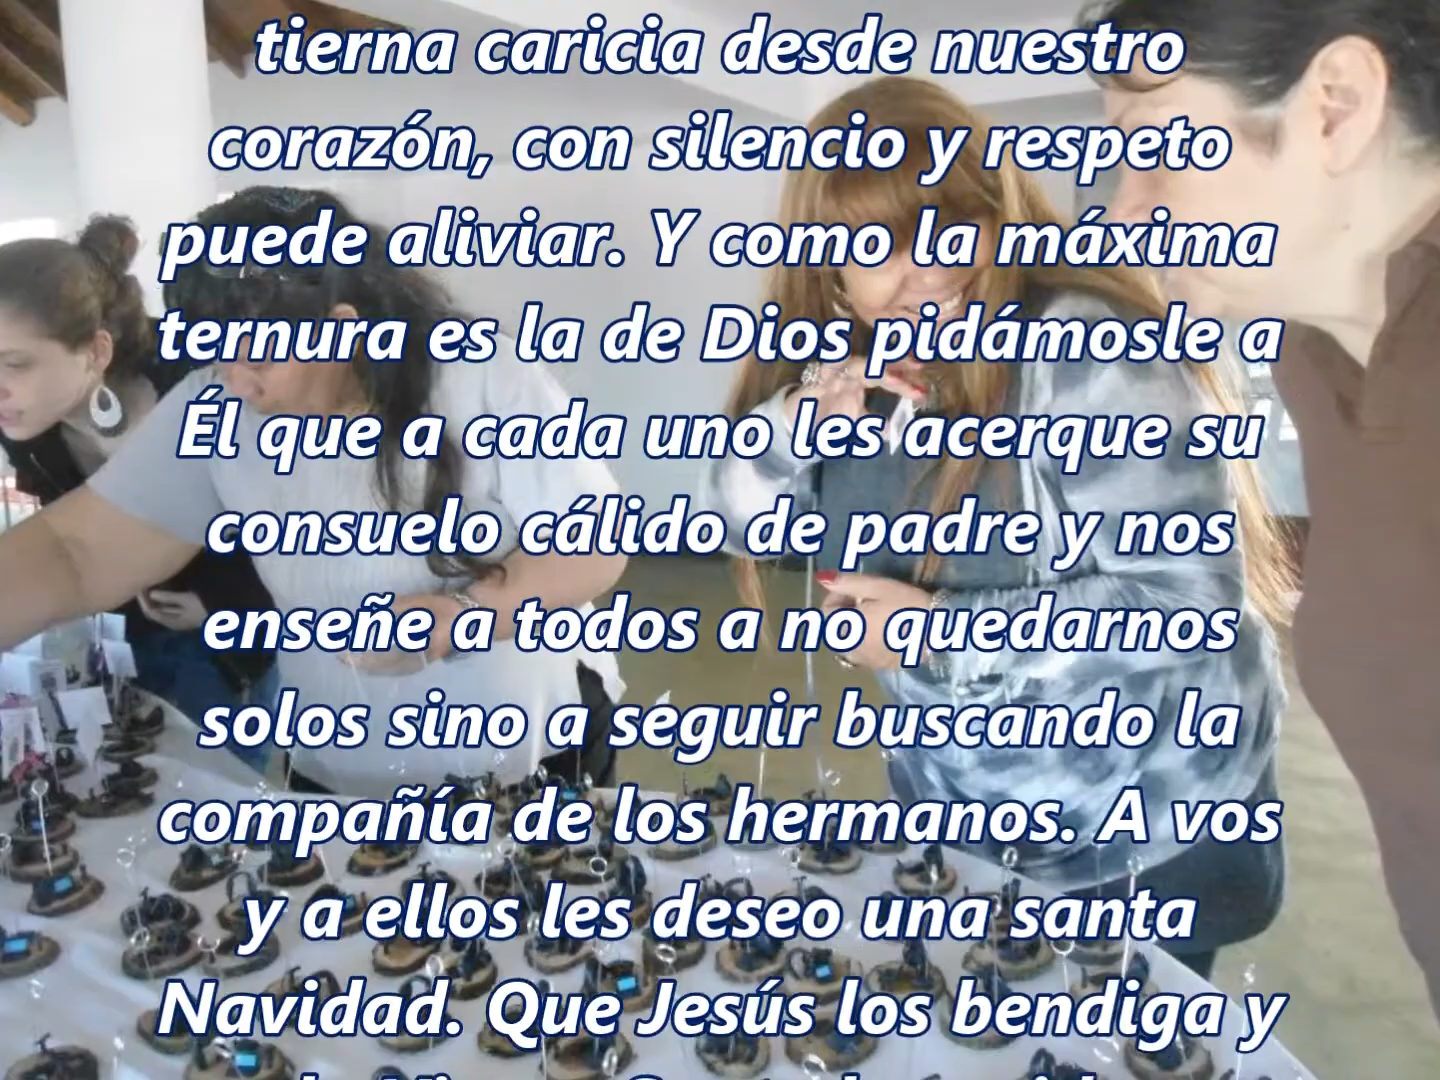 tierna caricia desde nuestro
corazón, con silencio y respeto
puede aliviar. Y como la máxima
ternura es la de Dios pidámosle a
Él que a cada uno les acerque su
consuelo cálido de padre y nos
enseñe a todos a no quedarnos
solos sino a seguir buscando la
compañía de los hermanos. A vos
y a ellos les deseo una santa
Navidad. Que Jesús los bendiga y